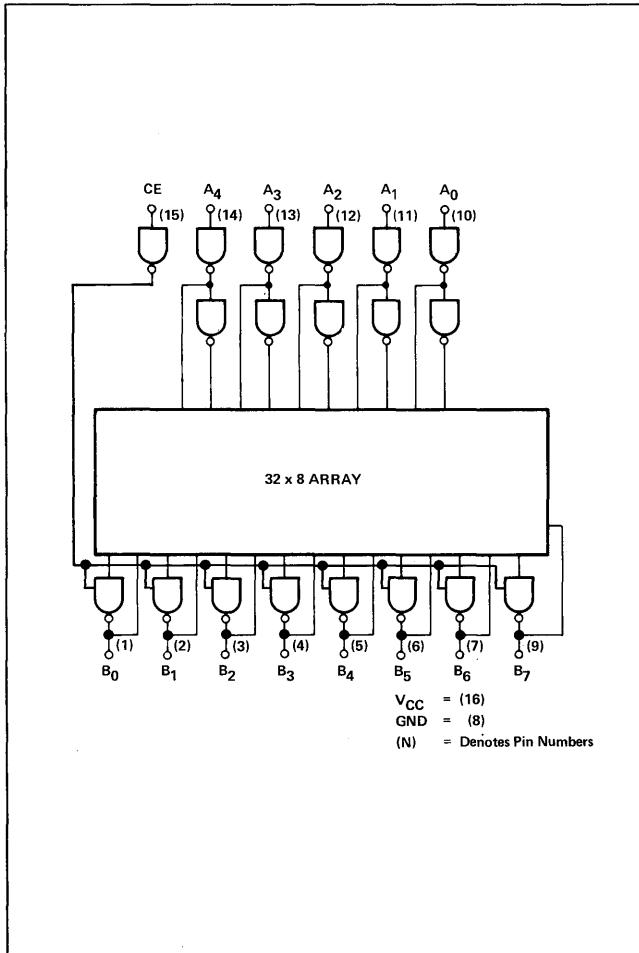 CE A4 A3 A2 A1 A0
(15) (14) (13) (12) (11) (10)
32 x 8 ARRAY
(1) (2) (3) (4) (5) (6) (7) (9)
B0 B1 B2 B3 B4 B5 B6 B7
VCC = (16)
GND = (8)
(N) = Denotes Pin Numbers